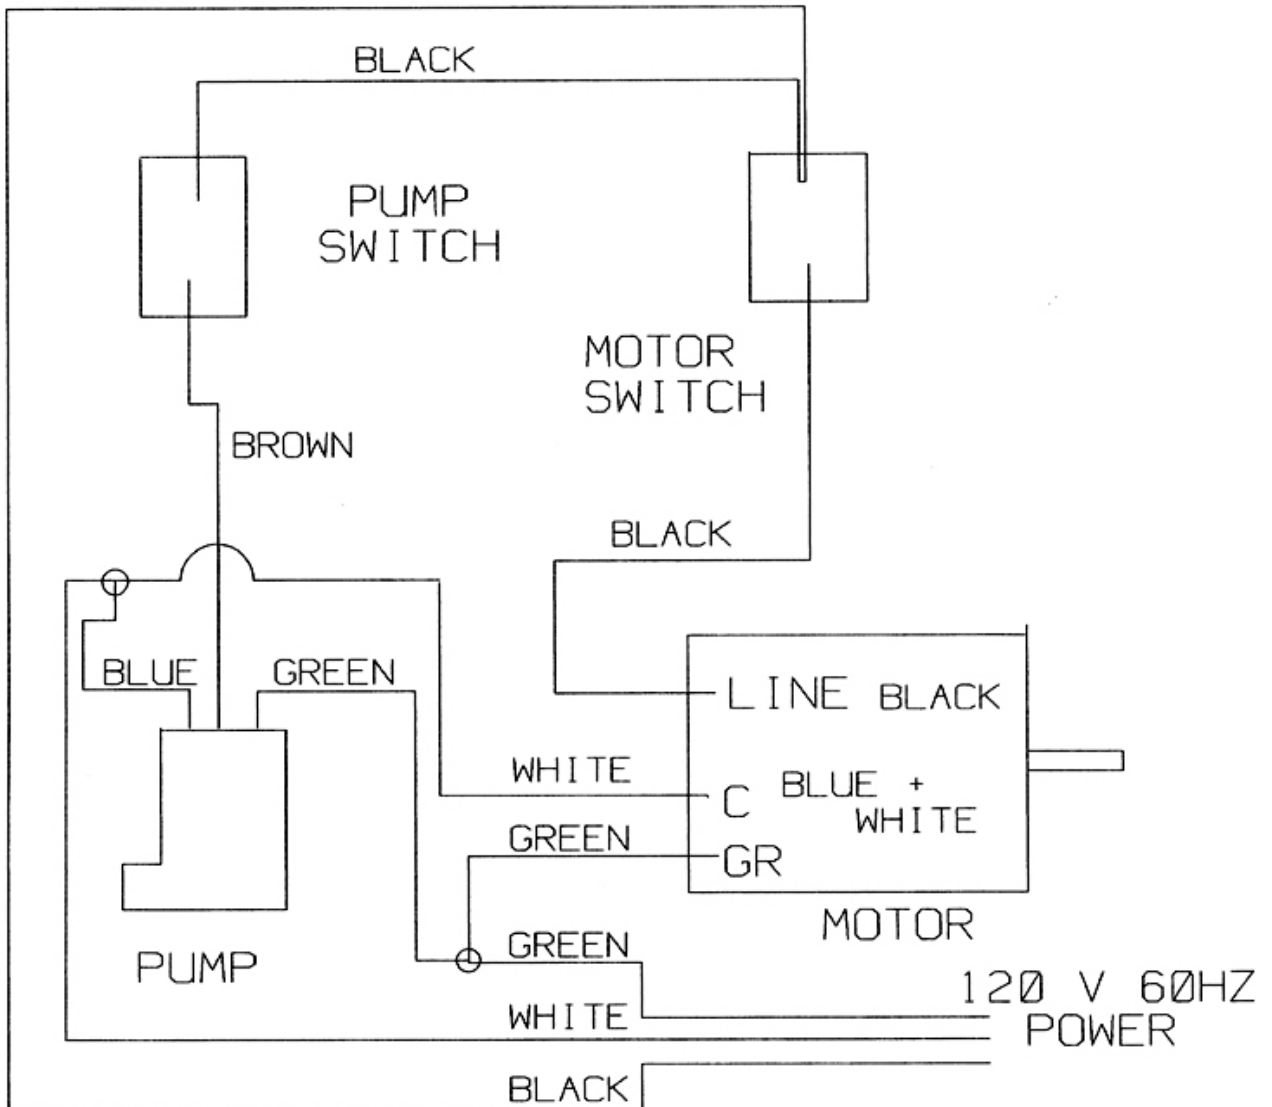 BLACK
PUMP
SWITCH
MOTOR
SWITCH
BROWN
BLACK
BLUE
GREEN
LINE BLACK
WHITE
C BLUE +
WHITE
GREEN
GR
MOTOR
PUMP
GREEN
120 V 60HZ
POWER
WHITE
BLACK